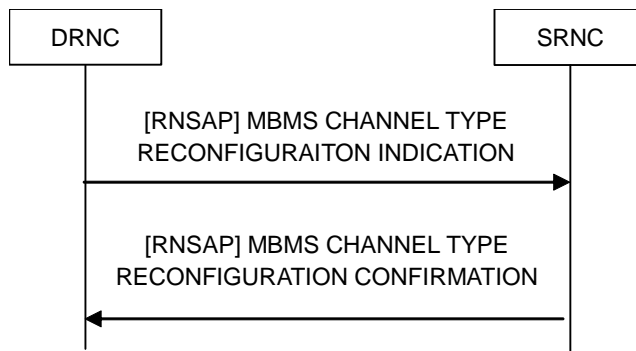 DRNC
SRNC
[RNSAP] MBMS CHANNEL TYPE
RECONFIGURAITON INDICATION
[RNSAP] MBMS CHANNEL TYPE
RECONFIGURATION CONFIRMATION